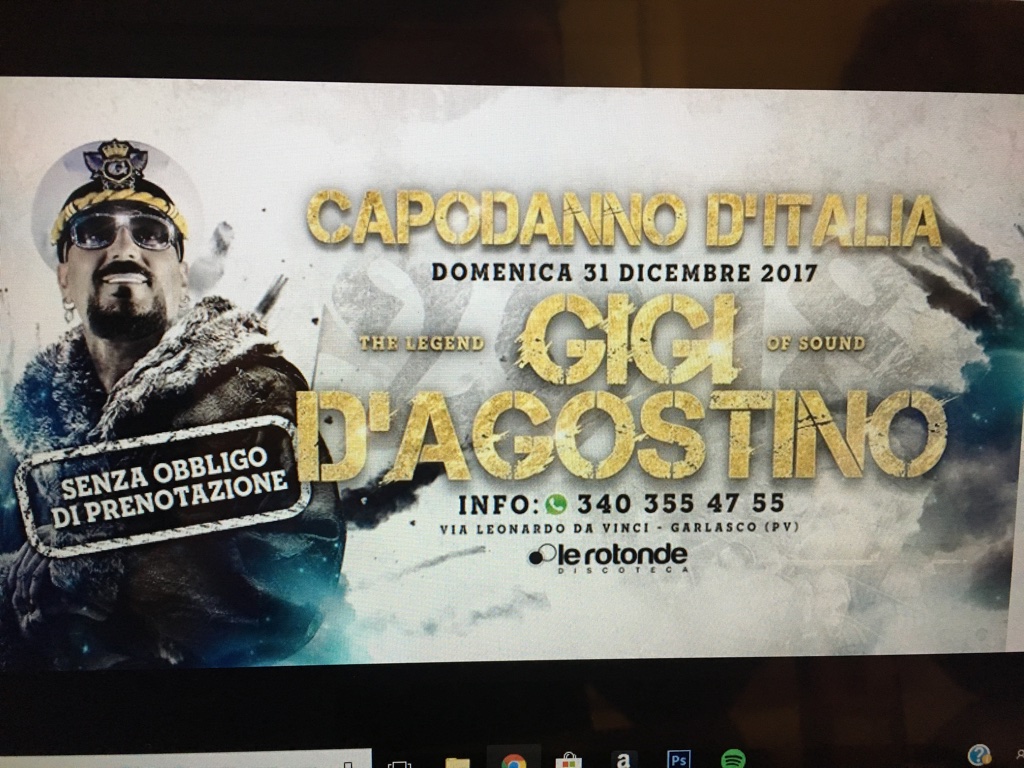 CAPODANNO D'ITALIA
DOMENICA 31 DICEMBRE 2017
THE LEGEND GIGI OF SOUND
D'AGOSTINO
SENZA OBBLIGO
DI PRENOTAZIONE
INFO: 340 355 47 55
VIA LEONARDO DA VINCI - GARLASCO (PV)
le rotonde
DISCOTECA
a
Ps
?